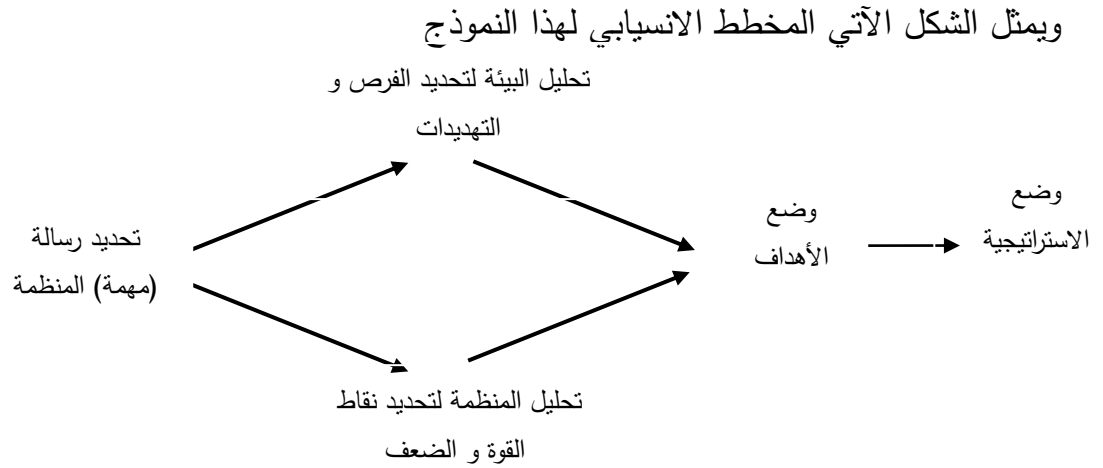 ويمثل الشكل الآتي المخطط الانسيابي لهذا النموذج
تحليل البيئة لتحديد الفرص و
التهديدات
تحديد رسالة
(مهمة) المنظمة
وضع
الأهداف
وضع
الاستراتيجية
تحليل المنظمة لتحديد نقاط
القوة و الضعف